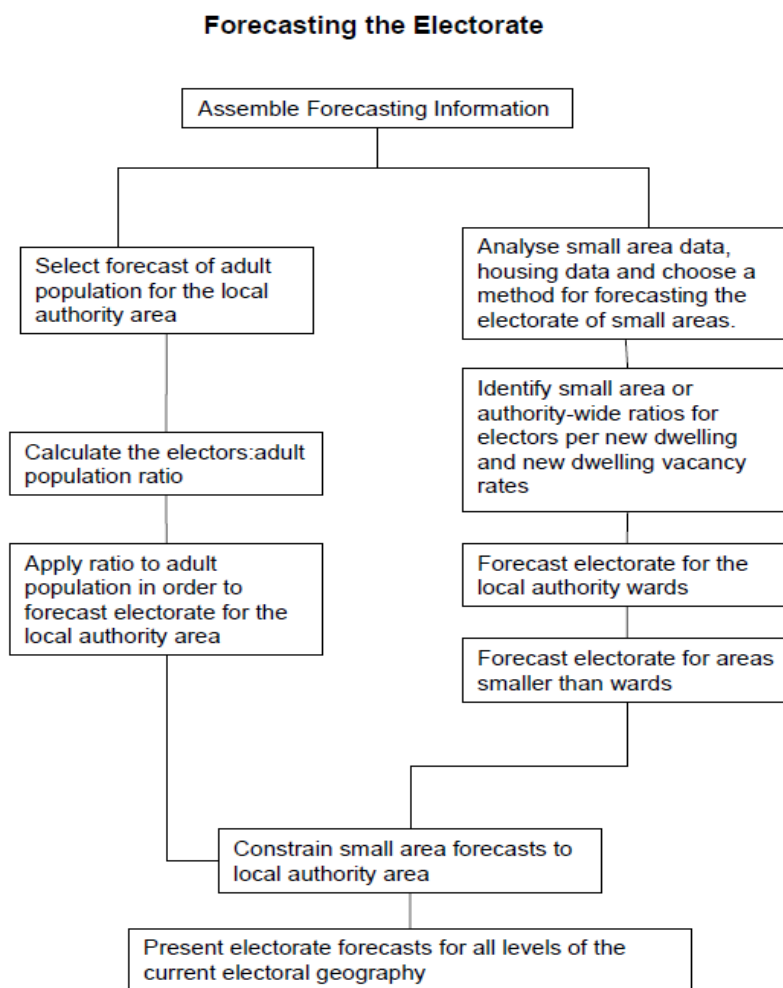 Forecasting the Electorate
Assemble Forecasting Information
Select forecast of adult
population for the local
authority area
Analyse small area data,
housing data and choose a
method for forecasting the
electorate of small areas.
Identify small area or
authority-wide ratios for
electors per new dwelling
and new dwelling vacancy
rates
Calculate the electors:adult
population ratio
Apply ratio to adult
population in order to
forecast electorate for the
local authority area
Forecast electorate for the
local authority wards
Forecast electorate for areas
smaller than wards
Constrain small area forecasts to
local authority area
Present electorate forecasts for all levels of the
current electoral geography